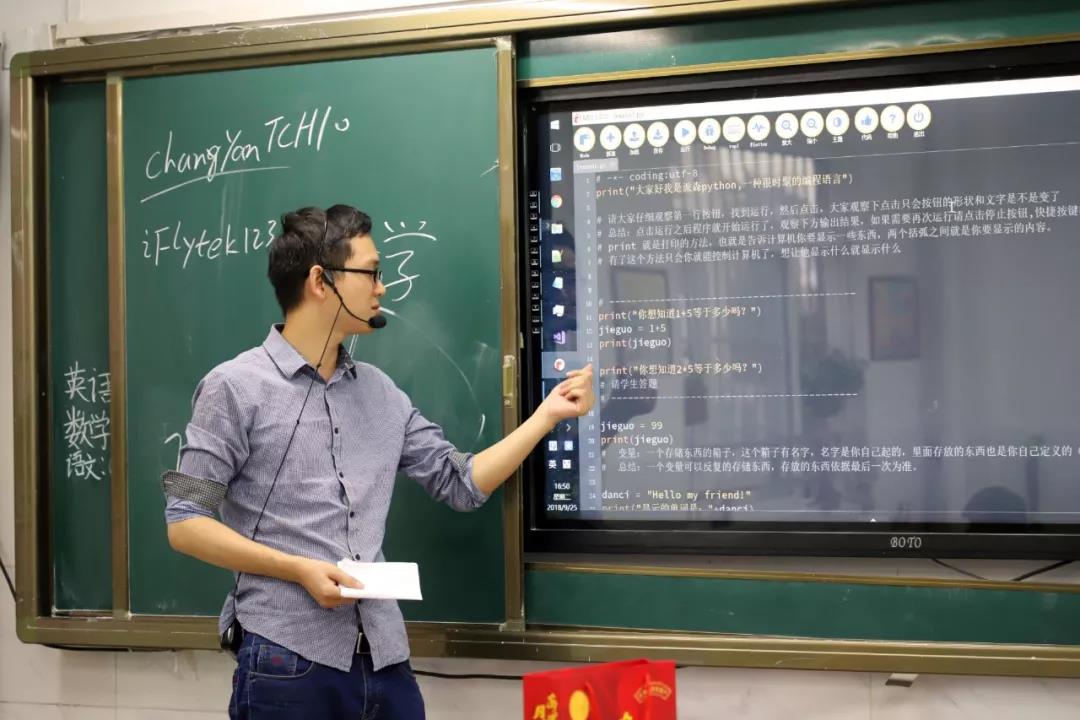 changYanTCH10
iFlytek123
学
英语
数学
语文
# -*- coding:utf-8
print("大家好我是派森python,一种很时髦的编程语言")
# 请大家仔细观察第一行按钮，找到运行，然后点击，大家观察下点击只会按钮的形状和文字是不是变了
# 总结：点击运行之后程序就开始运行了，观察下方输出结果，如果需要再次运行请点击停止按钮,快捷按键
# print 就是打印的方法，也就是告诉计算机你要显示一些东西，两个括弧之间就是你要显示的内容。
# 有了这个方法只会你就能控制计算机了，想让他显示什么就显示什么
# ----------------------------------------
print("你想知道1+5等于多少吗？")
jieguo = 1+5
print(jieguo)
print("你想知道2*5等于多少吗？")
# 请学生答题
# ----------------------------------------
jieguo = 99
print(jieguo)
# 变量：一个存储东西的箱子，这个箱子有名字，名字是你自己起的，里面存放的东西也是你自己定义的
# 总结：一个变量可以反复的存储东西，存放的东西依据最后一次为准。
danci = "Hello my friend!"
print("显示的单词是："+danci)
16:50
星期二
2018/9/25
BOTO